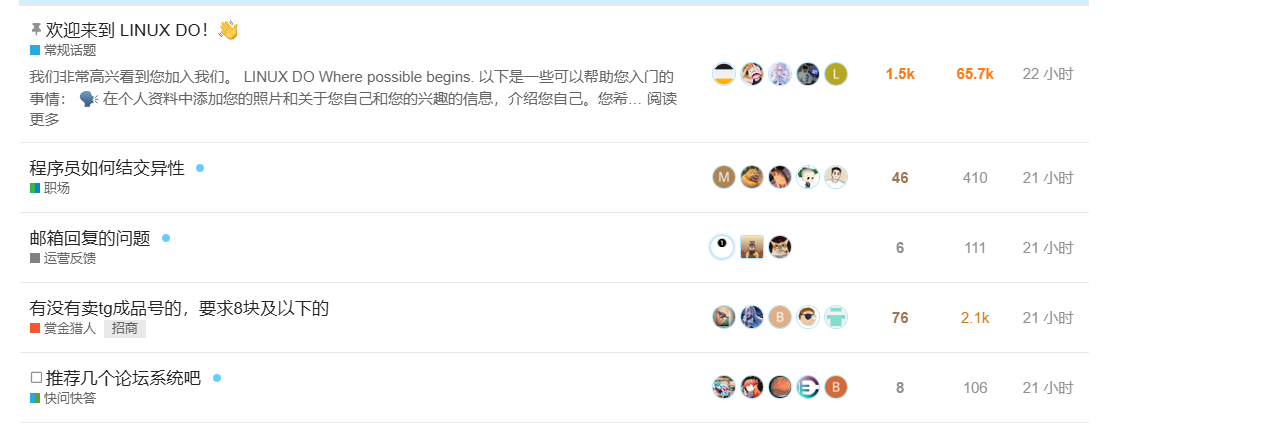 欢迎来到 LINUX DO！👋
常规话题
我们非常高兴看到您加入我们。 LINUX DO Where possible begins. 以下是一些可以帮助您入门的
事情： 🗣️ 在个人资料中添加您的照片和关于您自己和您的兴趣的信息，介绍您自己。您希… 阅读
更多
L
1.5k
65.7k
22 小时
程序员如何结交异性
职场
M
46
410
21 小时
邮箱回复的问题
运营反馈
6
111
21 小时
有没有卖tg成品号的，要求8块及以下的
赏金猎人 招商
B
76
2.1k
21 小时
推荐几个论坛系统吧
快问快答
B
8
106
21 小时